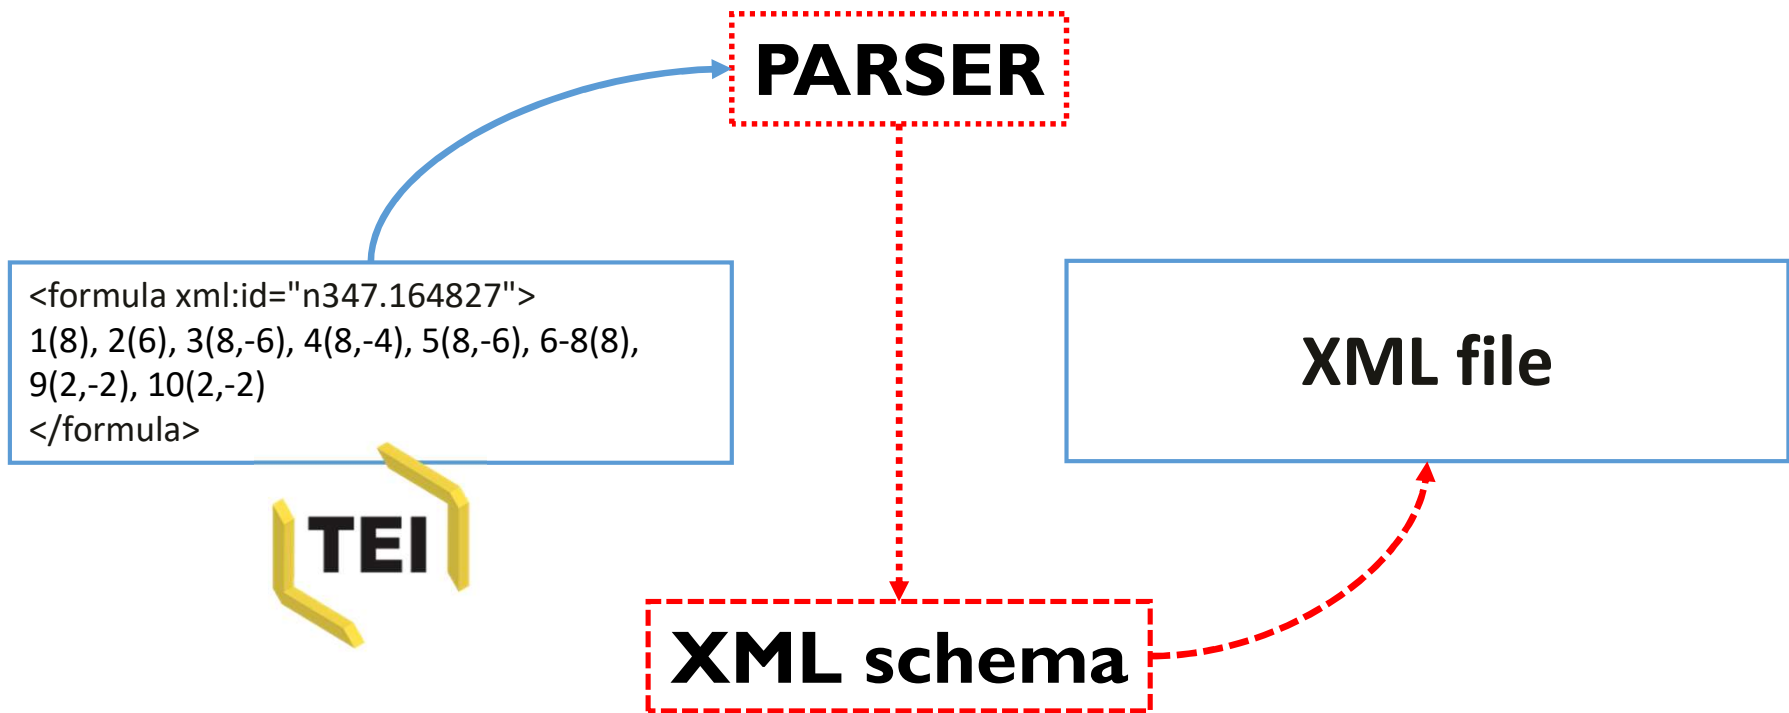 PARSER
<formula xml:id="n347.164827">
1(8), 2(6), 3(8,-6), 4(8,-4), 5(8,-6), 6-8(8),
9(2,-2), 10(2,-2)
</formula>
XML file
TEI
XML schema